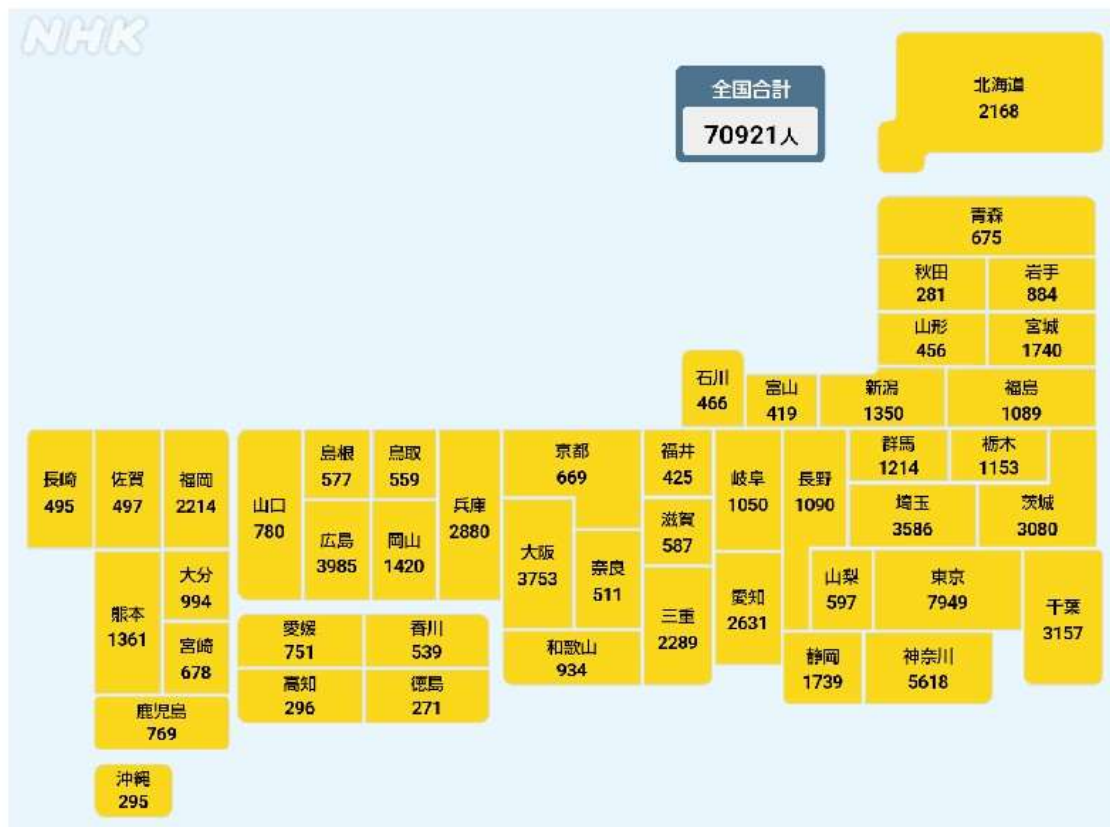 NHK
全国合計
70921人
北海道
2168
青森
675
秋田
281
岩手
884
山形
456
宮城
1740
石川
466
富山
419
新潟
1350
福島
1089
長崎
495
佐賀
497
福岡
2214
山口
780
島根
577
鳥取
559
兵庫
2880
京都
669
福井
425
岐阜
1050
長野
1090
群馬
1214
栃木
1153
埼玉
3586
茨城
3080
広島
3985
岡山
1420
大阪
3753
奈良
511
滋賀
587
熊本
1361
大分
994
宮崎
678
三重
2289
愛知
2631
山梨
597
東京
7949
千葉
3157
愛媛
751
香川
539
和歌山
934
静岡
1739
神奈川
5618
高知
296
徳島
271
鹿児島
769
沖縄
295